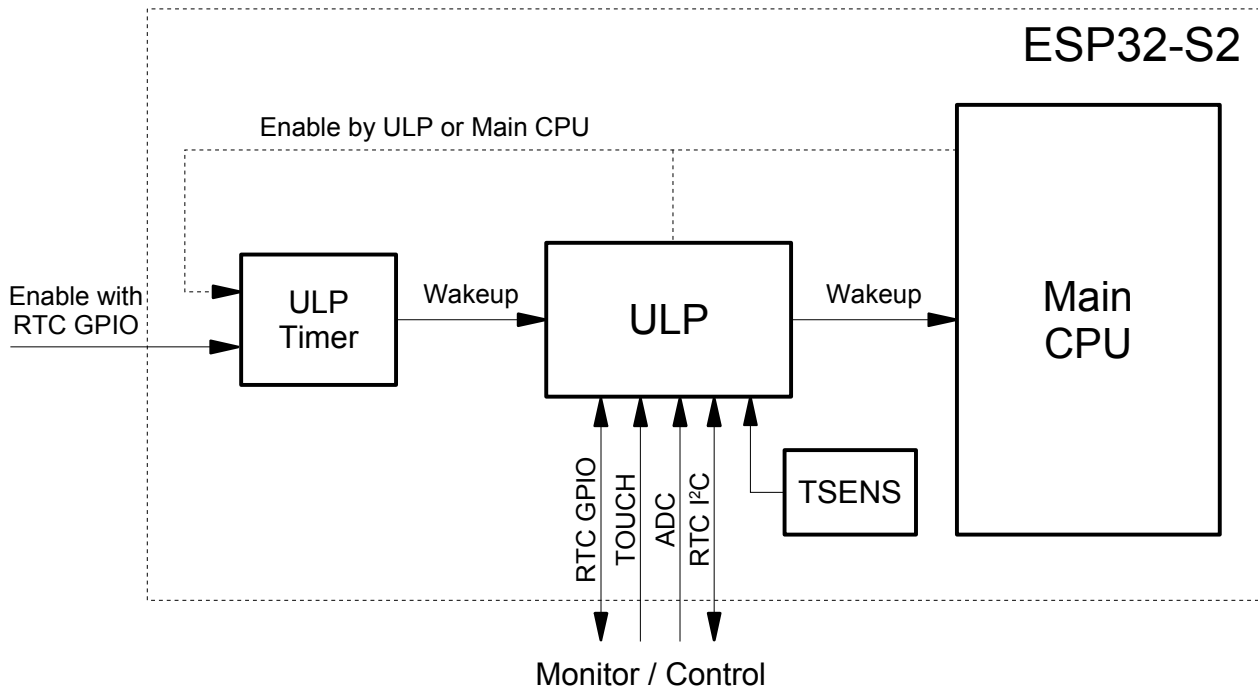 ESP32-S2
Enable by ULP or Main CPU
Enable with
RTC GPIO
ULP
Timer
Wakeup
ULP
Wakeup
Main
CPU
RTC GPIO
TOUCH
ADC
RTC I²C
TSENS
Monitor / Control